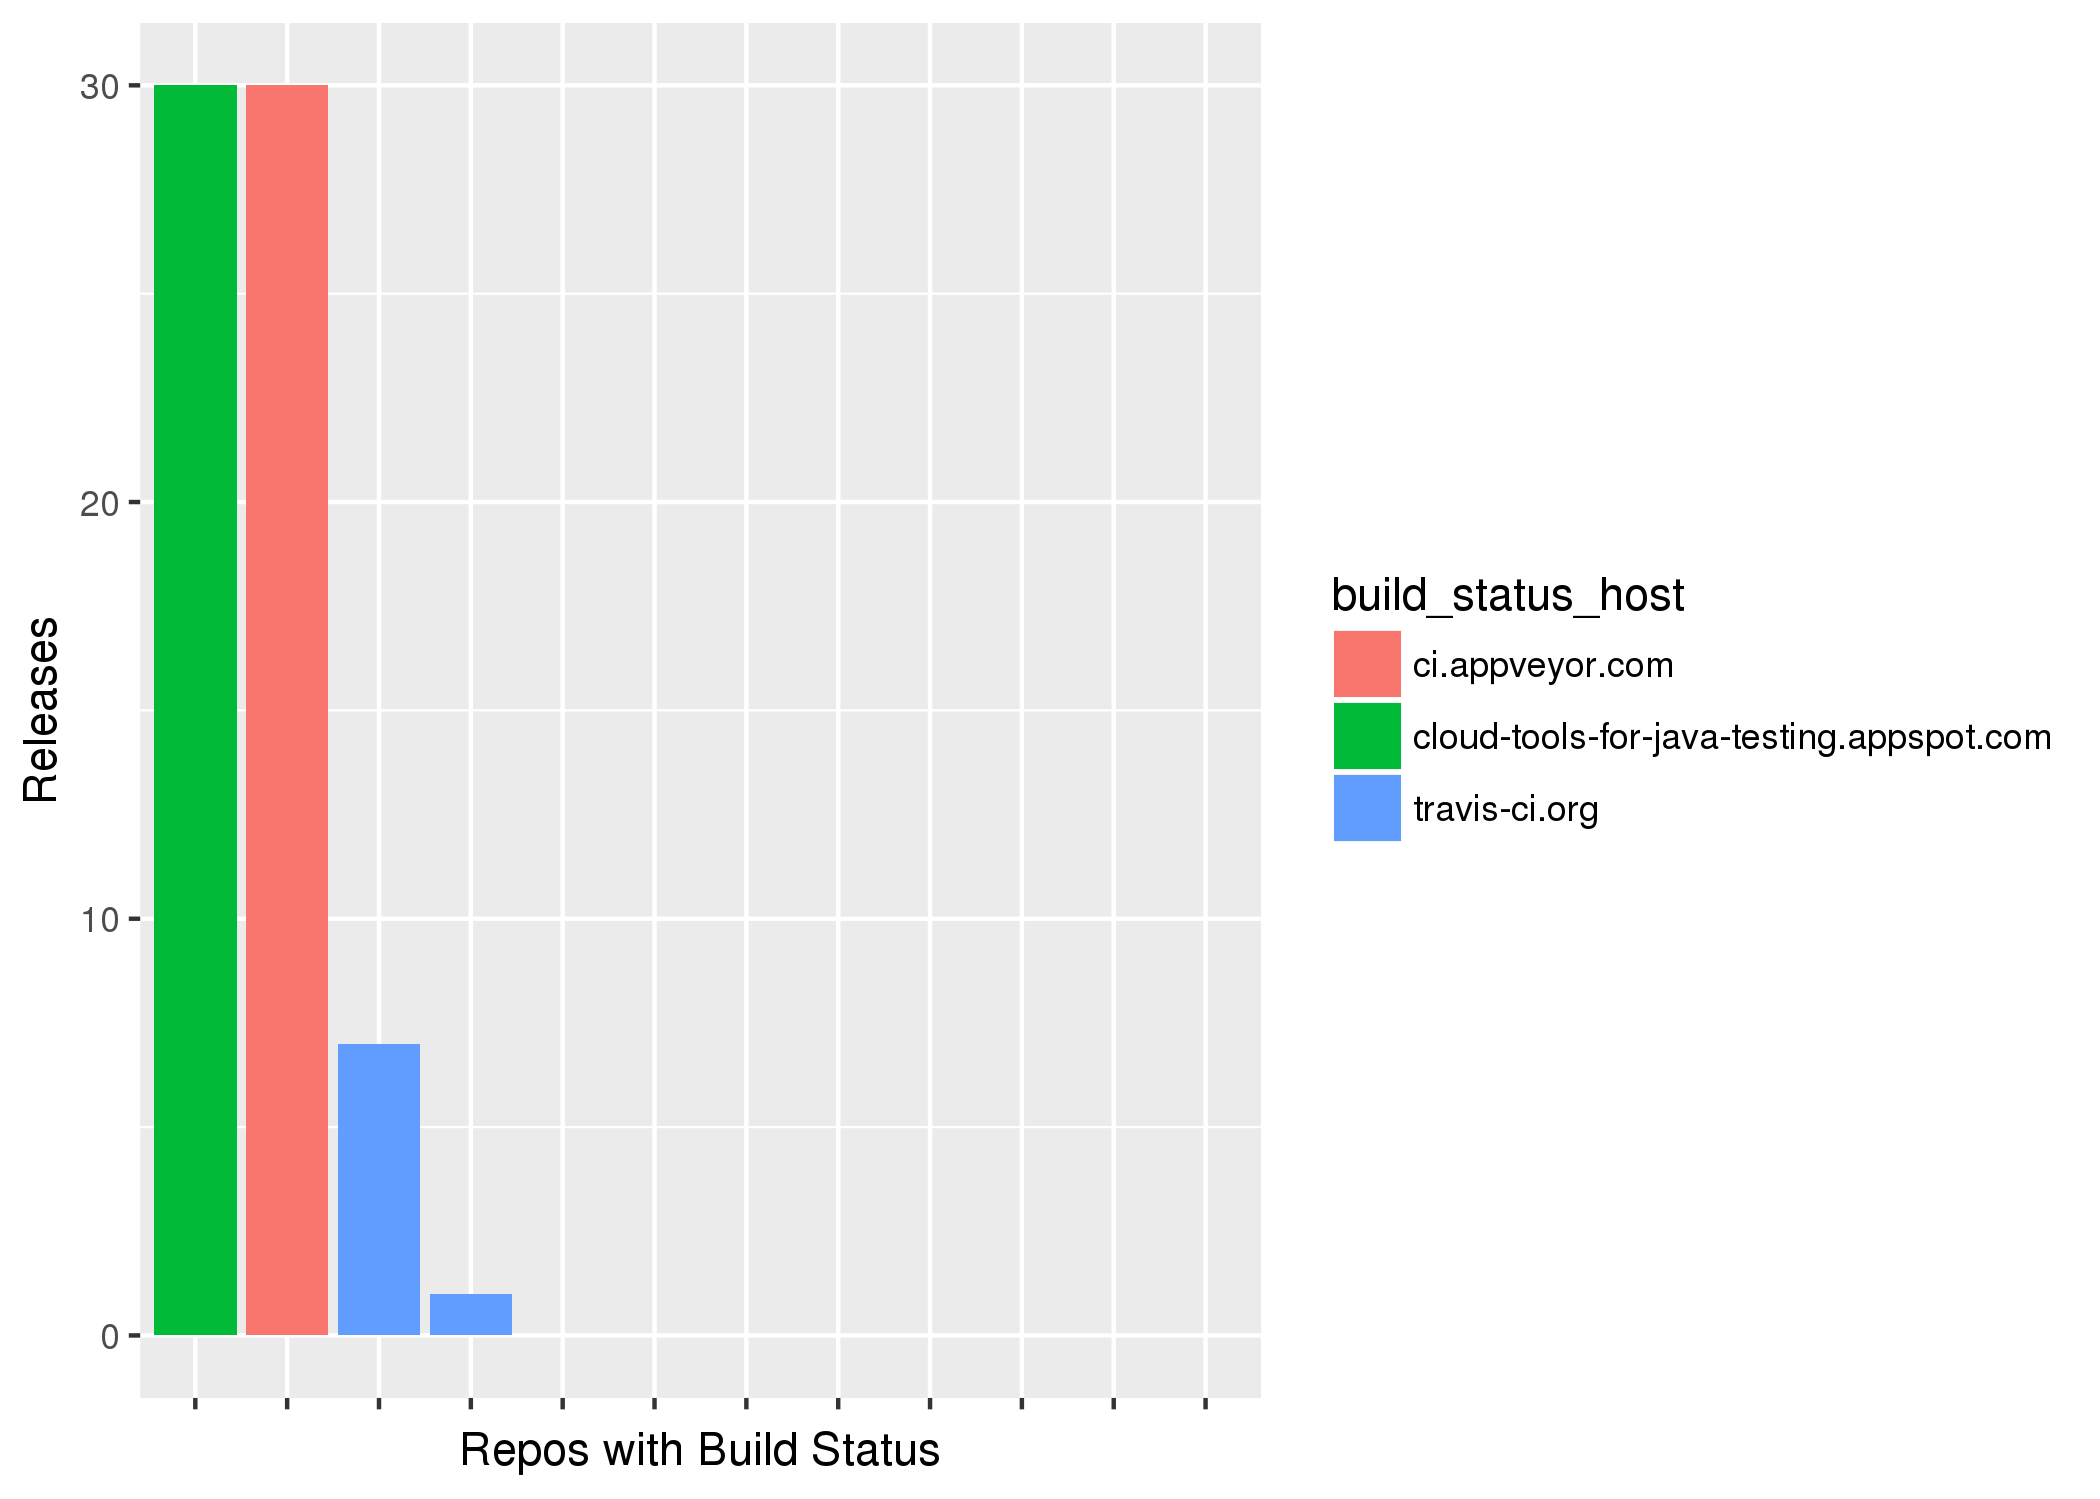 30
20
10
0
Releases
Repos with Build Status
build_status_host
ci.appveyor.com
cloud-tools-for-java-testing.appspot.com
travis-ci.org